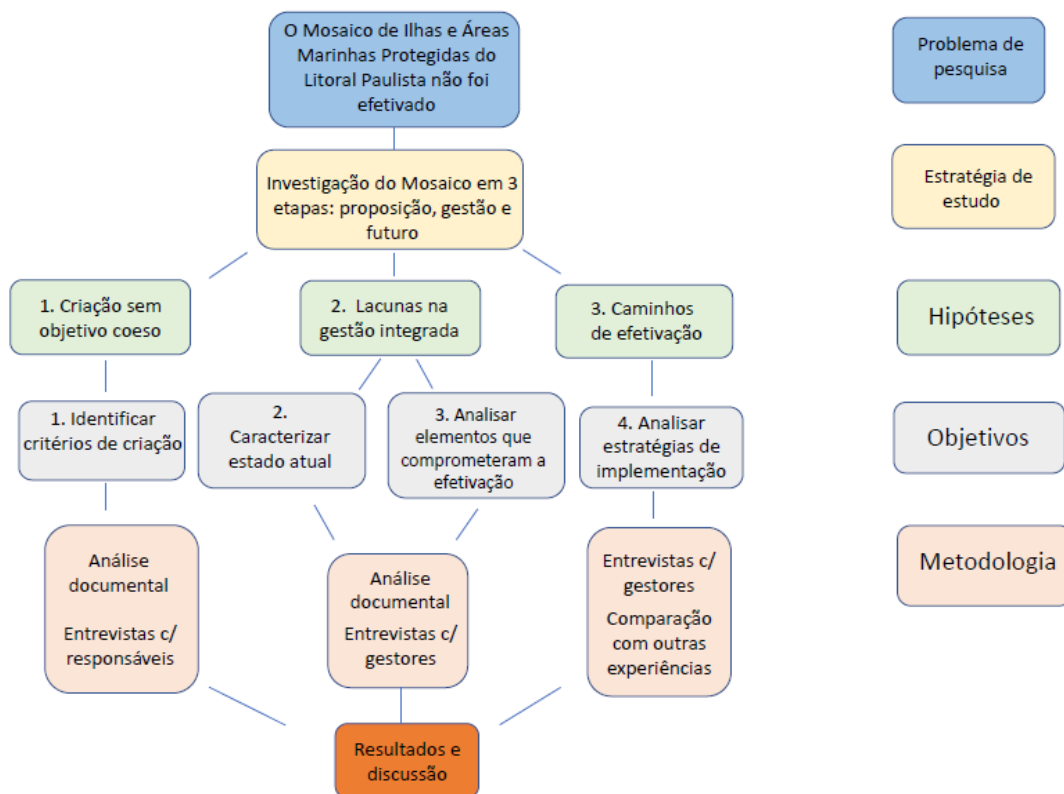 O Mosaico de Ilhas e Áreas
Marinhas Protegidas do
Litoral Paulista não foi
efetivado
Problema de
pesquisa
Investigação do Mosaico em 3
etapas: proposição, gestão e
futuro
Estratégia de
estudo
1. Criação sem
objetivo coeso
2. Lacunas na
gestão integrada
3. Caminhos
de efetivação
Hipóteses
1. Identificar
critérios de criação
2.
Caracterizar
estado atual
3. Analisar
elementos que
comprometeram a
efetivação
4. Analisar
estratégias de
implementação
Objetivos
Análise
documental
Entrevistas c/
responsáveis
Análise
documental
Entrevistas c/
gestores
Entrevistas c/
gestores
Comparação
com outras
experiências
Metodologia
Resultados e
discussão